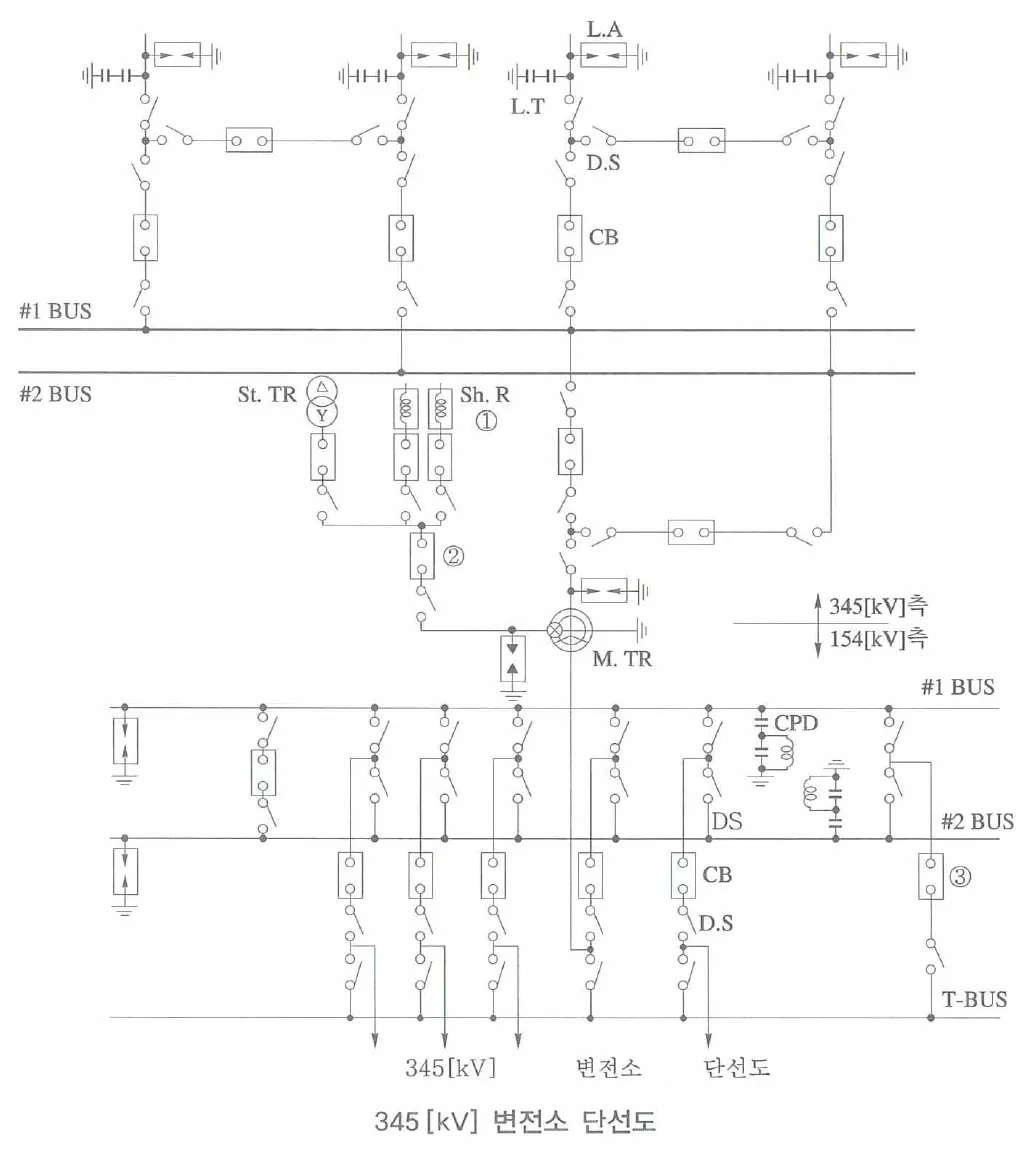 L.A
L.T
D.S
CB
#1 BUS
#2 BUS
St. TR
△
Y
Sh. R
①
②
345[kV]측
154[kV]측
M. TR
#1 BUS
CPD
DS
#2 BUS
CB
③
D.S
T-BUS
345[kV] 변전소 단선도
345[kV] 변전소 단선도